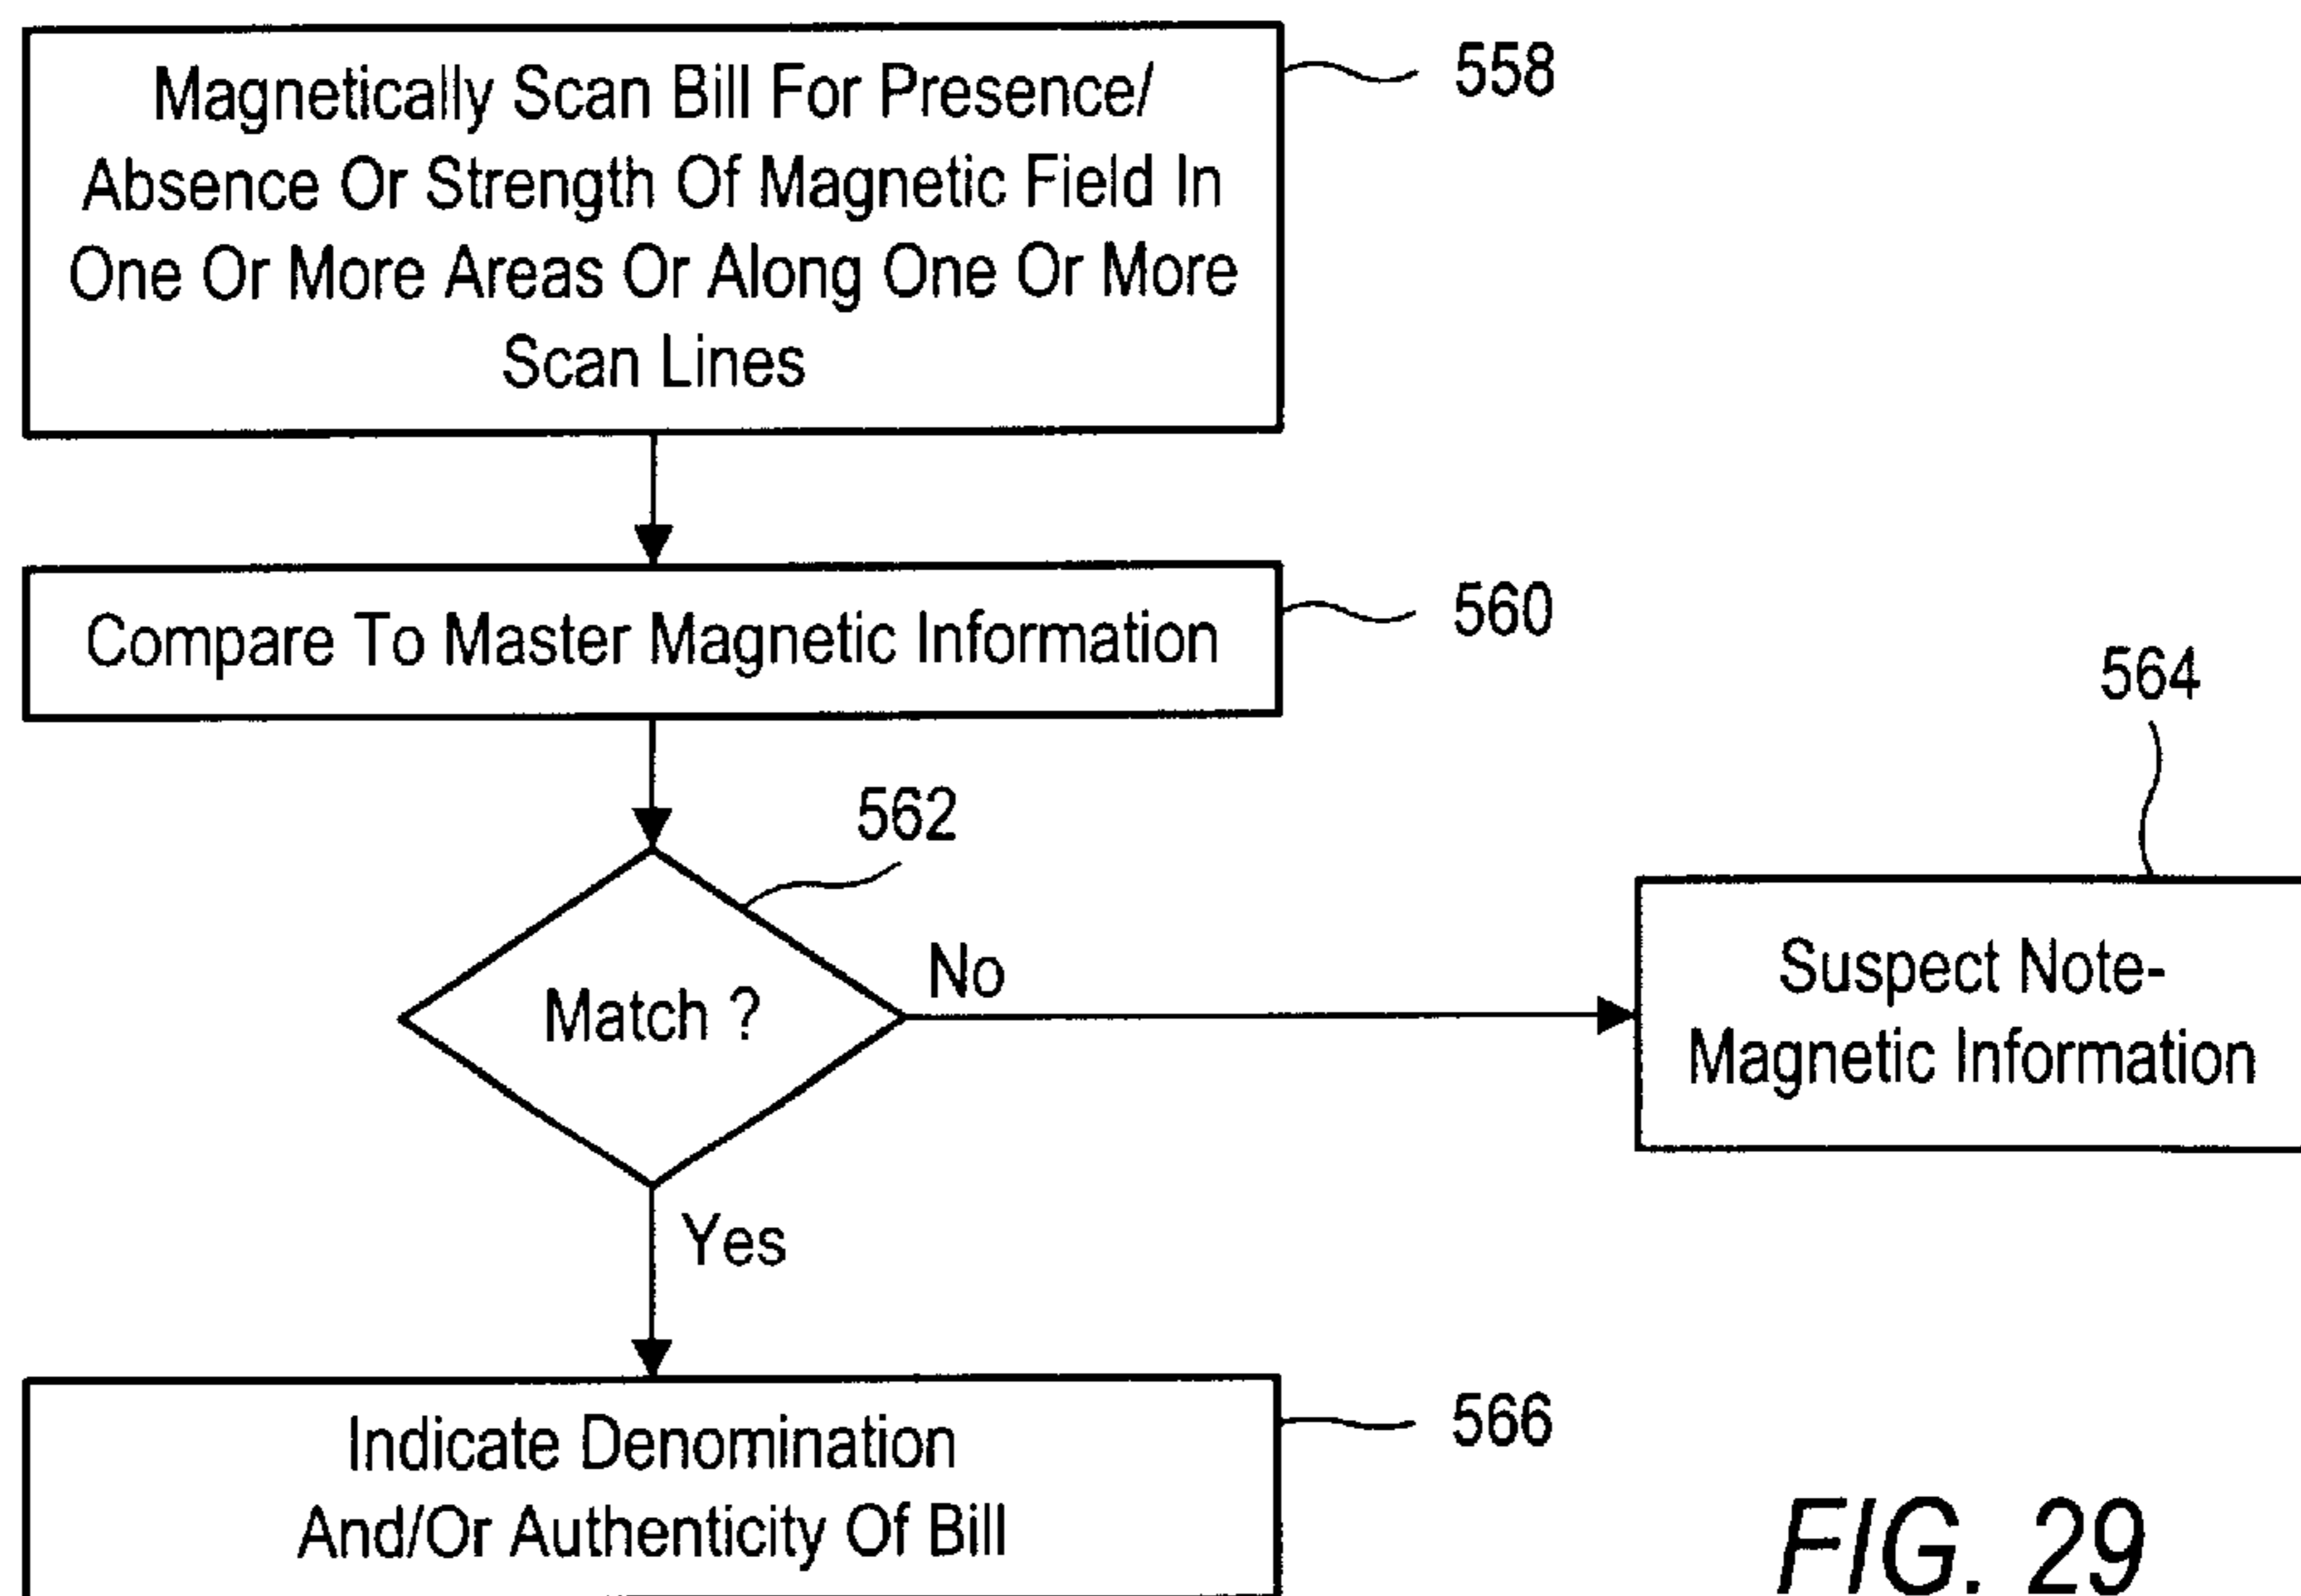 Magnetically Scan Bill For Presence/
Absence Or Strength Of Magnetic Field In
One Or More Areas Or Along One Or More
Scan Lines
558
Compare To Master Magnetic Information
560
562
Match ?
No
564
Suspect Note-
Magnetic Information
Yes
Indicate Denomination
And/Or Authenticity Of Bill
566
FIG. 29